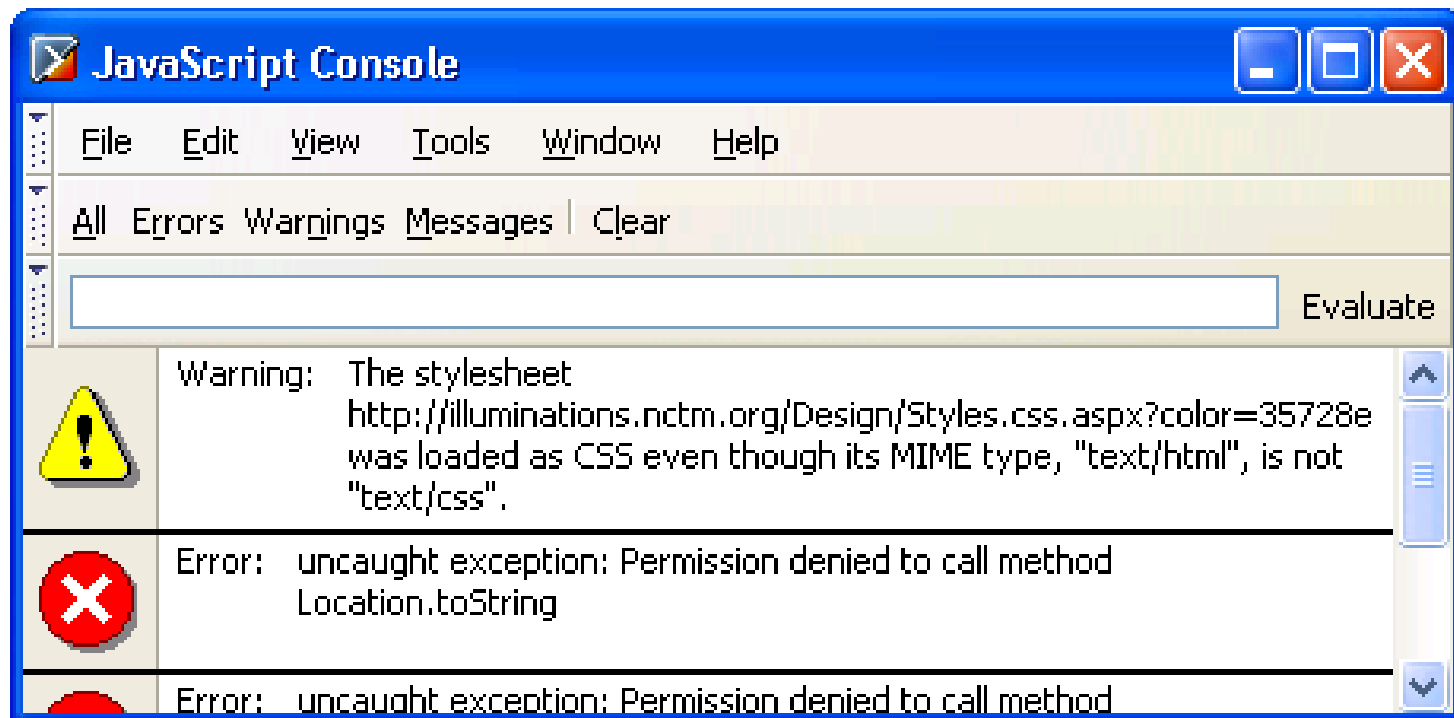 JavaScript Console
File Edit View Tools Window Help
All Errors Warnings Messages Clear
Evaluate
Warning: The stylesheet
http://illuminations.nctm.org/Design/Styles.css.aspx?color=35728e
was loaded as CSS even though its MIME type, "text/html", is not
"text/css".
Error: uncaught exception: Permission denied to call method
Location.toString
Error: uncaught exception: Permission denied to call method